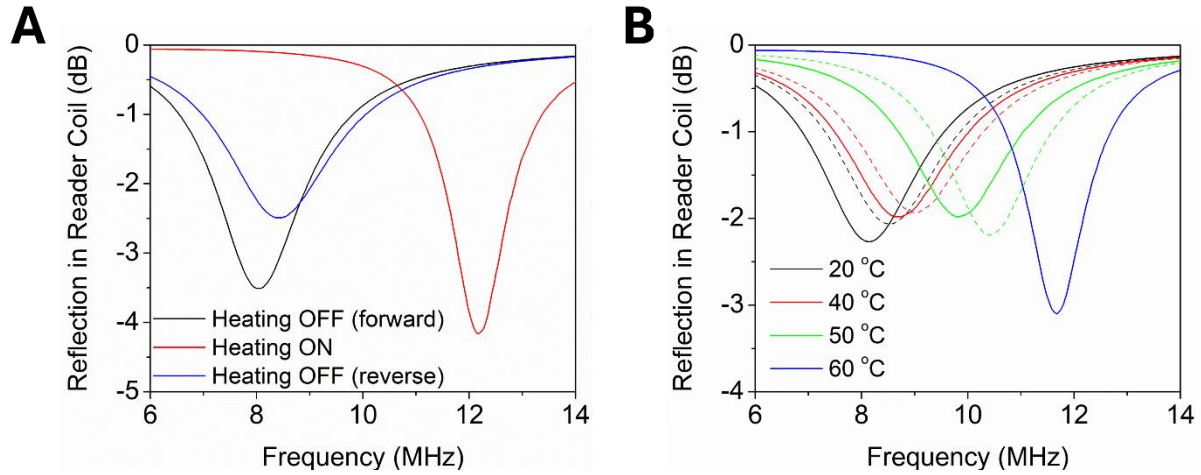 A
0
-1
-2
-3
-4
-5
6
8
10
12
14
Reflection in Reader Coil (dB)
Frequency (MHz)
Heating OFF (forward)
Heating ON
Heating OFF (reverse)
B
0
-1
-2
-3
-4
6
8
10
12
14
Reflection in Reader Coil (dB)
Frequency (MHz)
20 °C
40 °C
50 °C
60 °C